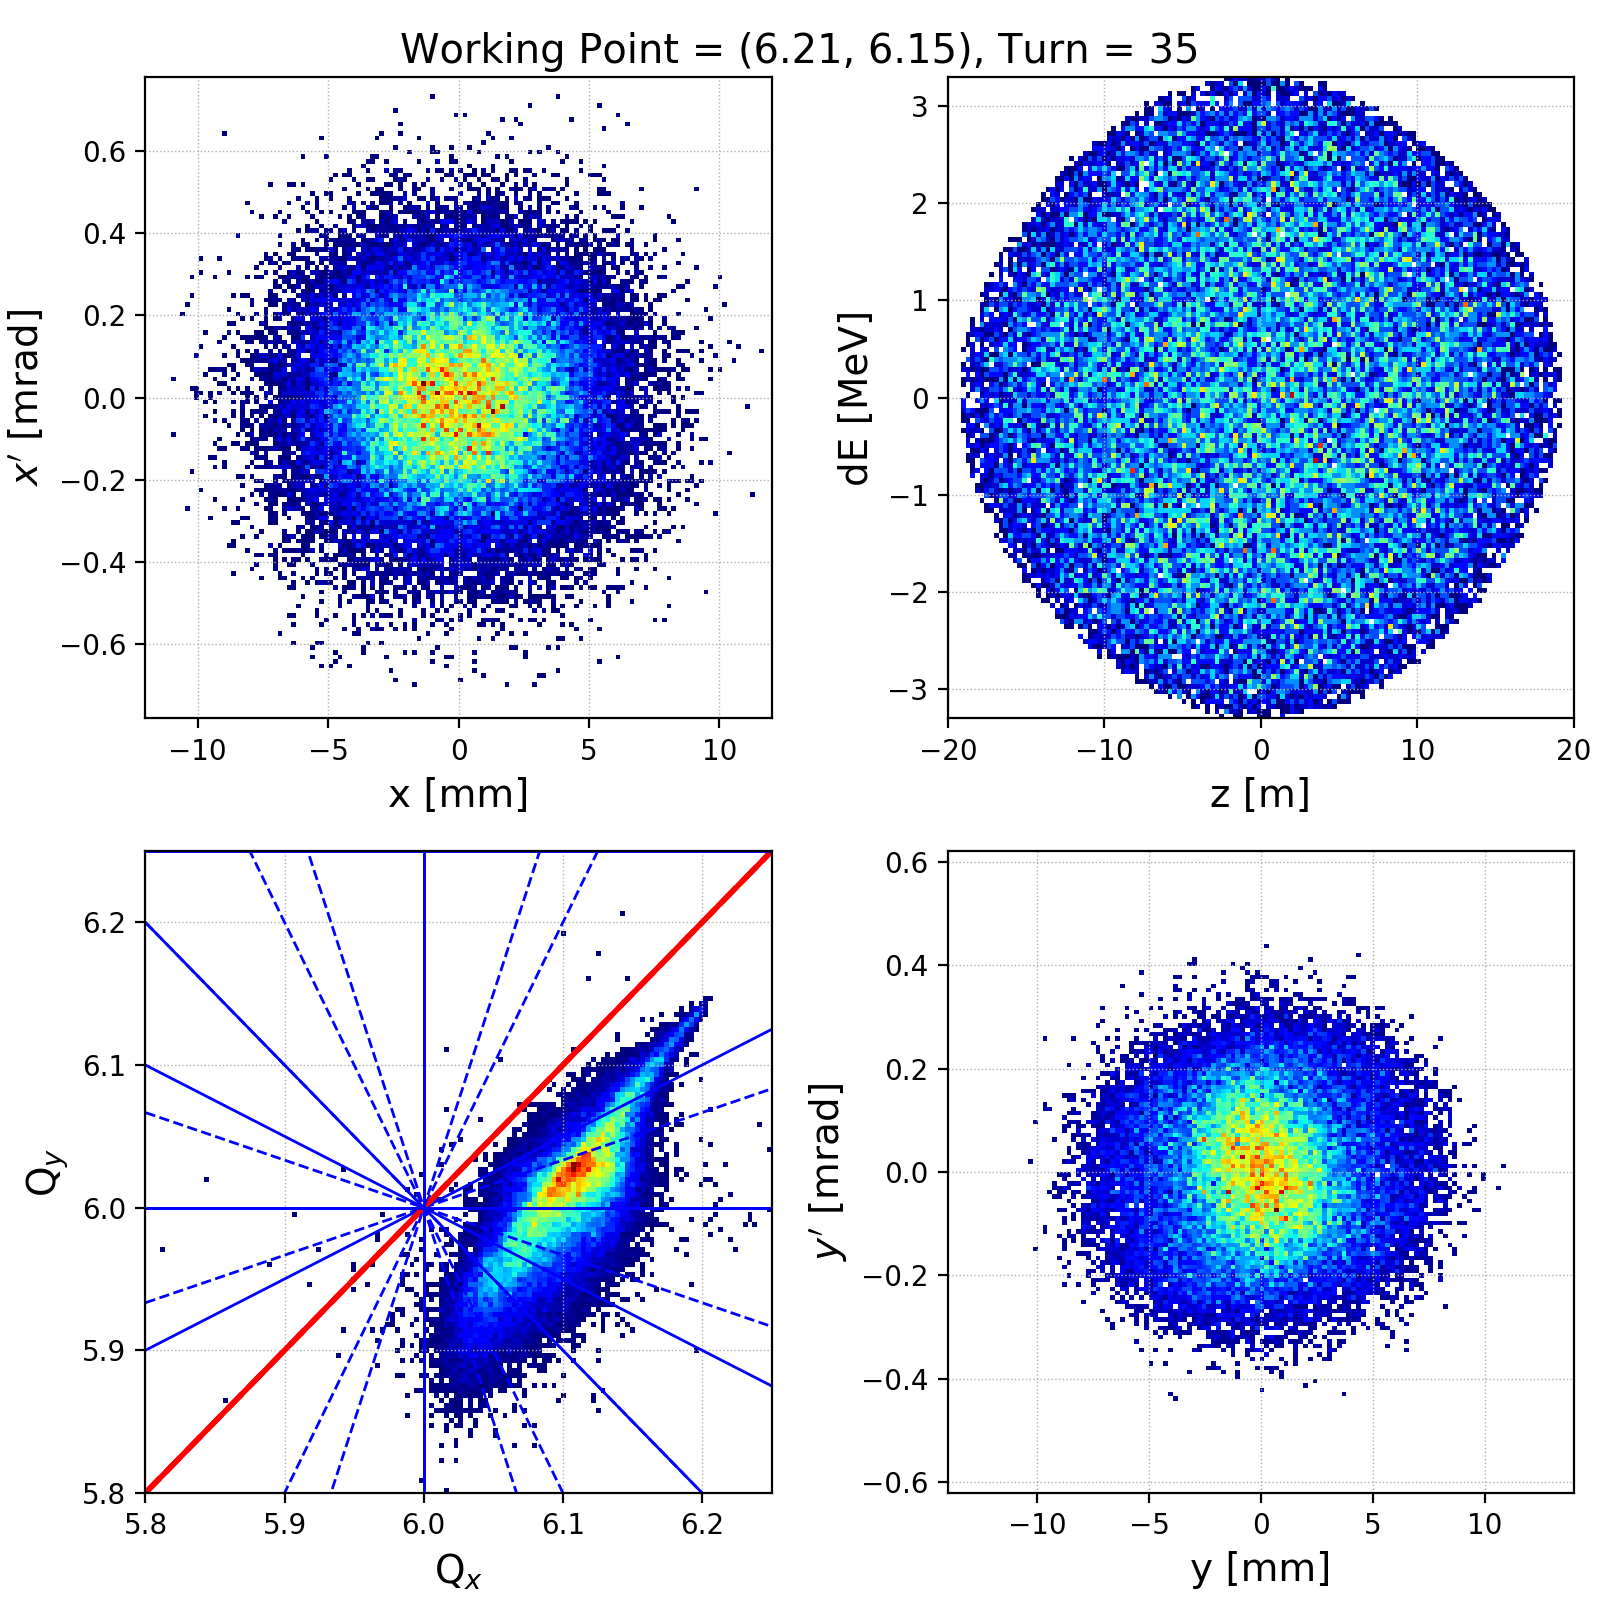 Working Point = (6.21, 6.15), Turn = 35
0.6
0.4
0.2
0.0
−0.2
−0.4
−0.6
x′ [mrad]
−10 −5 0 5 10
x [mm]
3
2
1
0
−1
−2
−3
dE [MeV]
−20 −10 0 10 20
z [m]
6.2
6.1
6.0
5.9
5.8
Qy
5.8 5.9 6.0 6.1 6.2
Qx
0.6
0.4
0.2
0.0
−0.2
−0.4
−0.6
y′ [mrad]
−10 −5 0 5 10
y [mm]